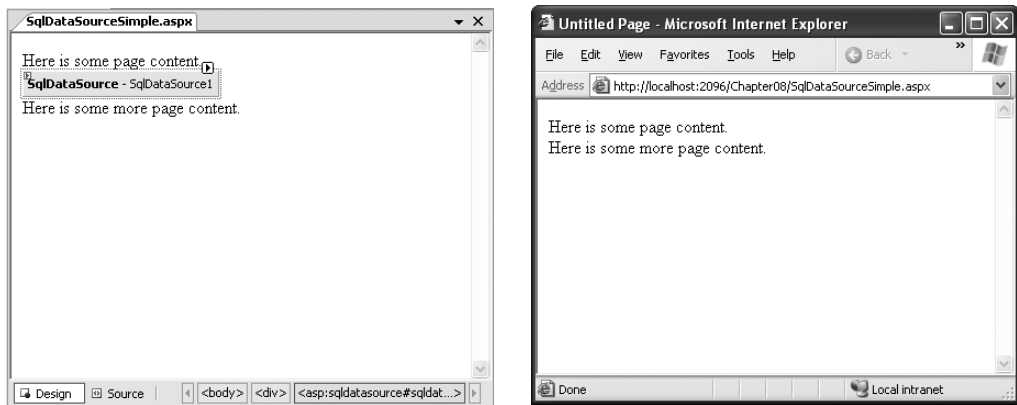 SqlDataSourceSimple.aspx
Here is some page content.
SqlDataSource - SqlDataSource1
Here is some more page content.
Design Source <body> <div> <asp:sqldatasource#sqldat...>
Untitled Page - Microsoft Internet Explorer
File Edit View Favorites Tools Help Back »
Address http://localhost:2096/Chapter08/SqlDataSourceSimple.aspx
Here is some page content.
Here is some more page content.
Done Local intranet